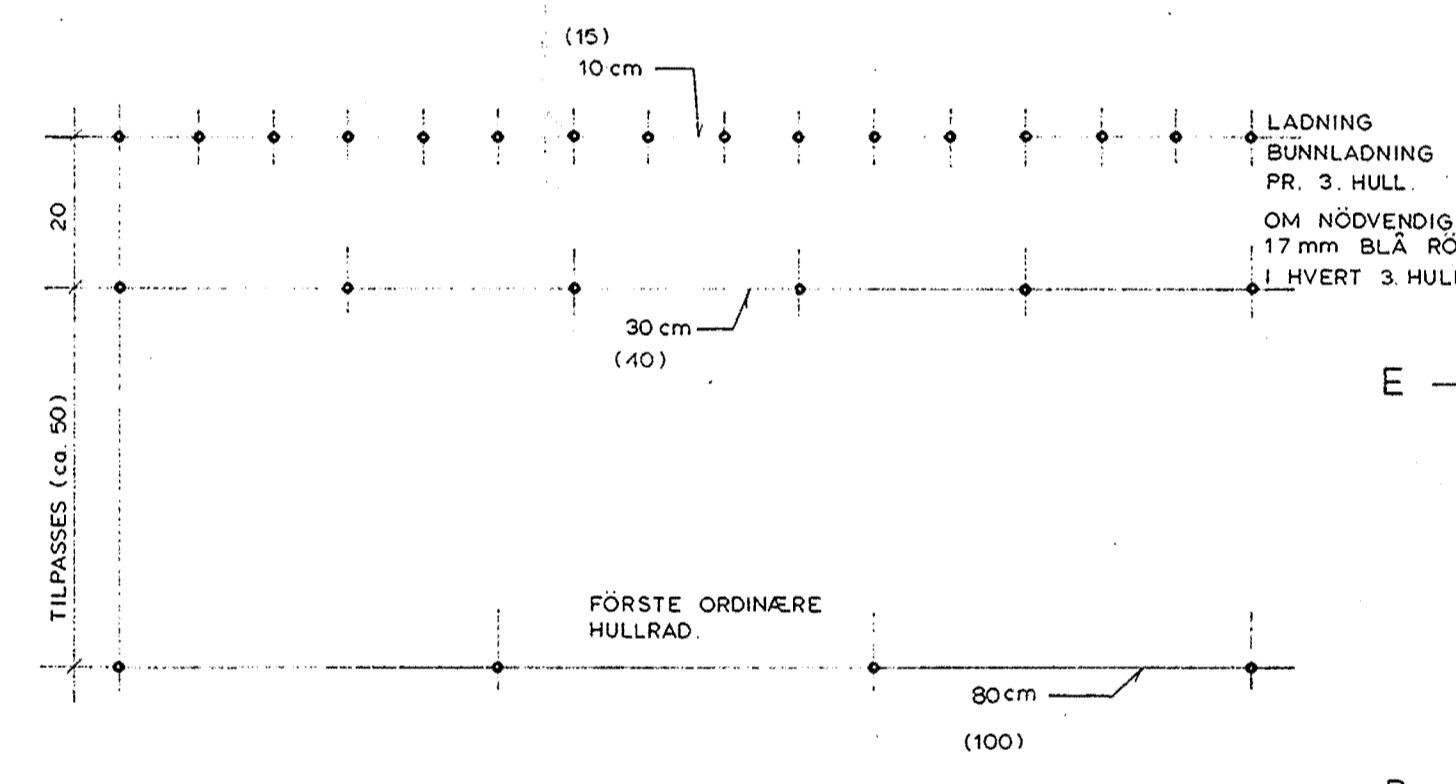 (15)
10 cm
LADNING
BUNNLADNING
PR. 3. HULL.
20
OM NÖDVENDIG
17 mm BLÅ RÖ
I HVERT 3. HULL
30 cm
(40)
E
TILPASSES (ca. 50)
FÖRSTE ORDINÆRE
HULLRAD.
80 cm
(100)